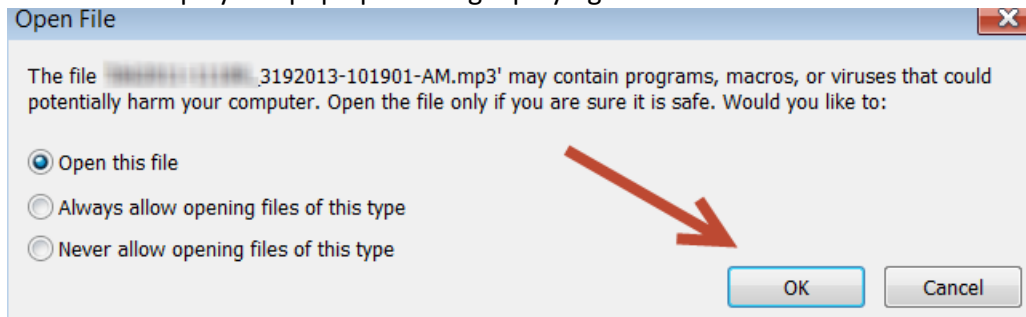 Open File
The file _3192013-101901-AM.mp3' may contain programs, macros, or viruses that could
potentially harm your computer. Open the file only if you are sure it is safe. Would you like to:
Open this file
Always allow opening files of this type
Never allow opening files of this type
OK Cancel